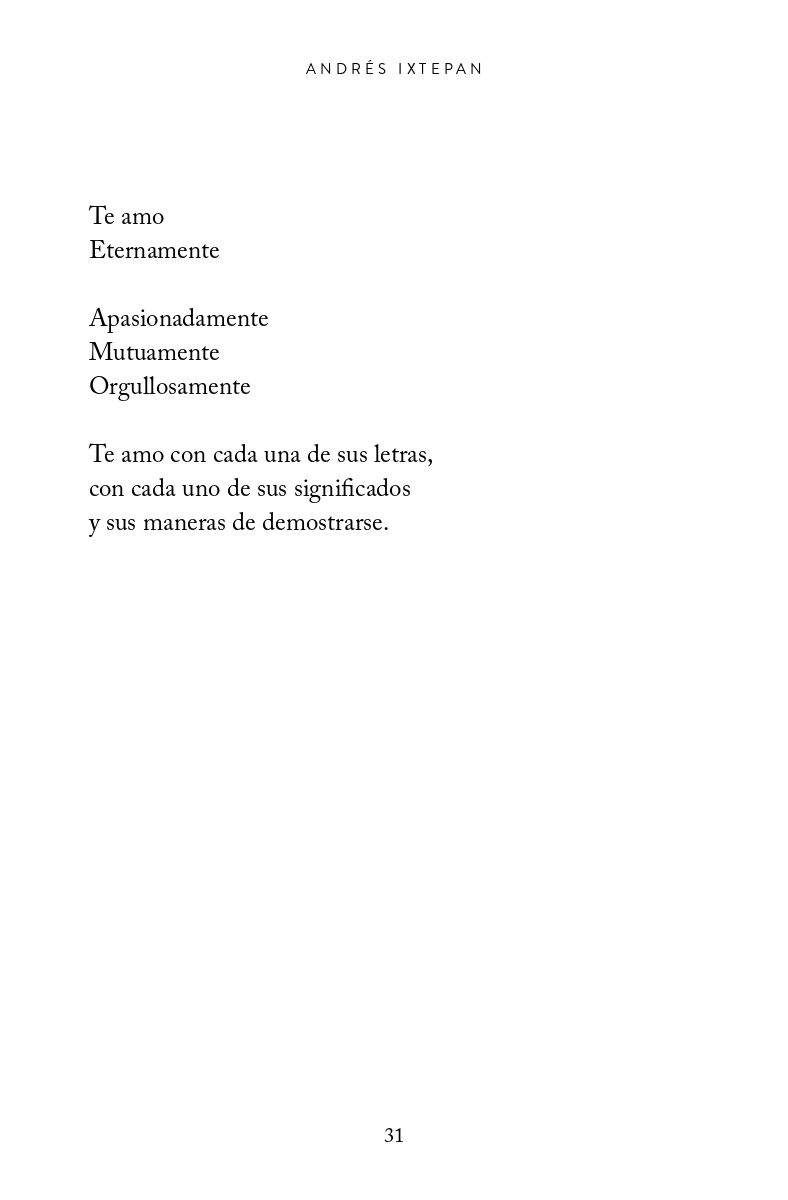 ANDRÉS IXTEPAN
Te amo
Eternamente
Apasionadamente
Mutuamente
Orgullosamente
Te amo con cada una de sus letras,
con cada uno de sus significados
y sus maneras de demostrarse.
31